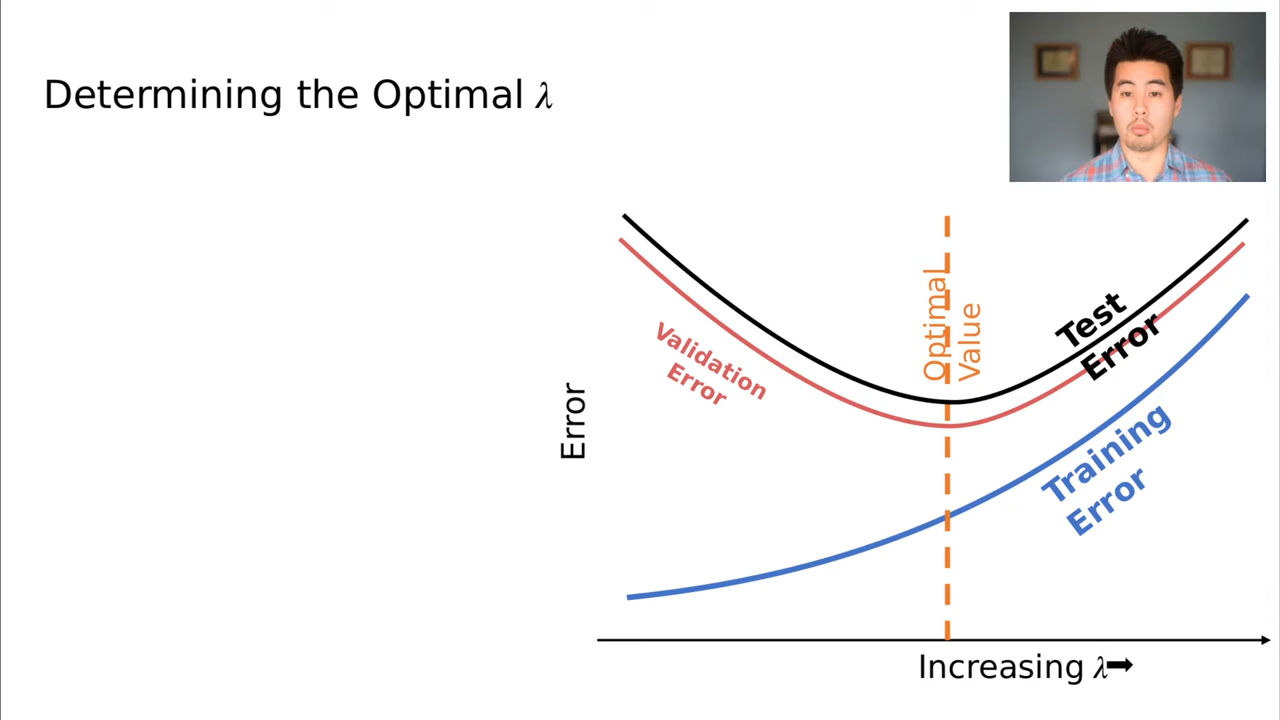 Determining the Optimal λ
Optimal
Value
Test
Error
Validation
Error
Error
Training
Error
Increasing λ➡